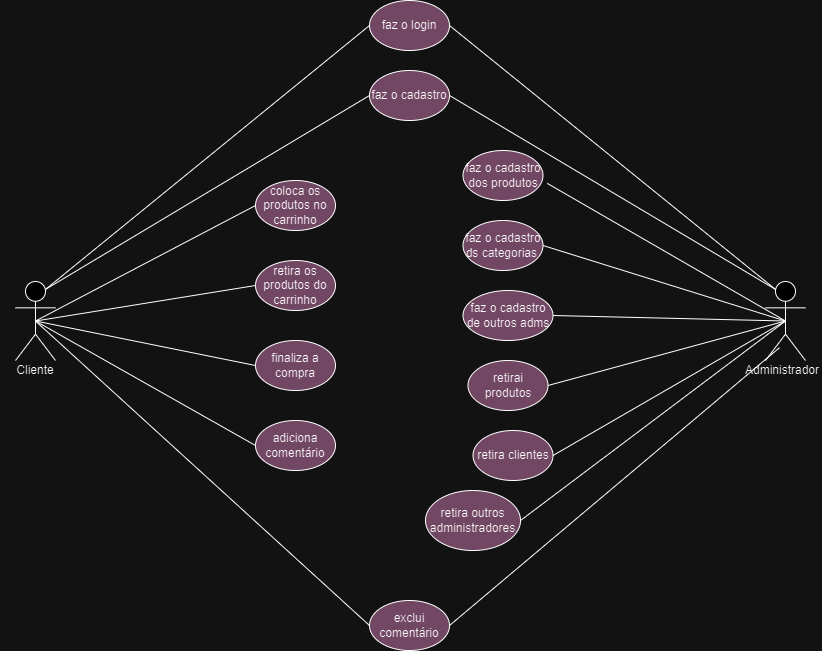 faz o login
faz o cadastro
faz o cadastro
dos produtos
coloca os
produtos no
carrinho
faz o cadastro
ds categorias
retira os
produtos do
carrinho
faz o cadastro
de outros adms
finaliza a
compra
Cliente
Administrador
retirai
produtos
adiciona
comentário
retira clientes
retira outros
administradores
exclui
comentário